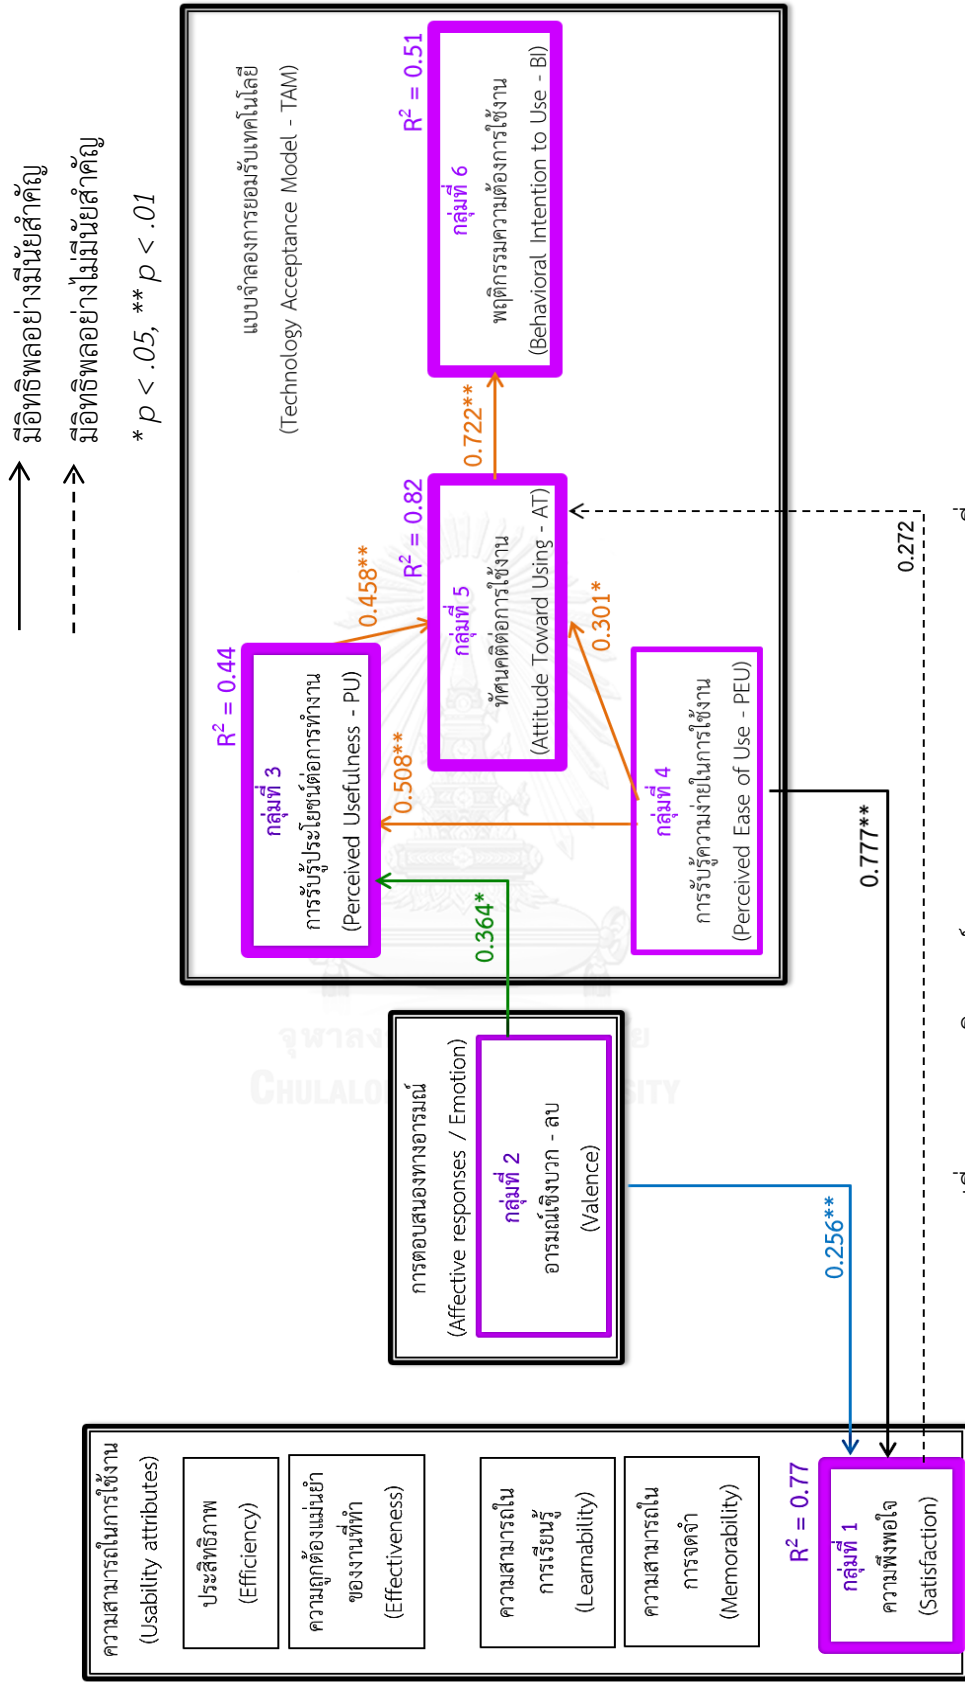 มีอิทธิพลอย่างมีนัยสำคัญ
มีอิทธิพลอย่างไม่มีนัยสำคัญ
* p < .05, ** p < .01
ความสามารถในการใช้งาน
(Usability attributes)
ประสิทธิภาพ
(Efficiency)
ความถูกต้องแม่นยำ
ของงานที่ทำ
(Effectiveness)
ความสามารถใน
การเรียนรู้
(Learnability)
ความสามารถใน
การจดจำ
(Memorability)
R² = 0.77
กลุ่มที่ 1
ความพึงพอใจ
(Satisfaction)
การตอบสนองทางอารมณ์
(Affective responses / Emotion)
กลุ่มที่ 2
อารมณ์เชิงบวก - ลบ
(Valence)
0.256**
0.364*
0.777**
0.272
แบบจำลองการยอมรับเทคโนโลยี
(Technology Acceptance Model - TAM)
R² = 0.44
กลุ่มที่ 3
การรับรู้ประโยชน์ต่อการทำงาน
(Perceived Usefulness - PU)
0.508**
0.458**
กลุ่มที่ 4
การรับรู้ความง่ายในการใช้งาน
(Perceived Ease of Use - PEU)
0.301*
R² = 0.82
กลุ่มที่ 5
ทัศนคติต่อการใช้งาน
(Attitude Toward Using - AT)
0.722**
R² = 0.51
กลุ่มที่ 6
พฤติกรรมความต้องการใช้งาน
(Behavioral Intention to Use - BI)